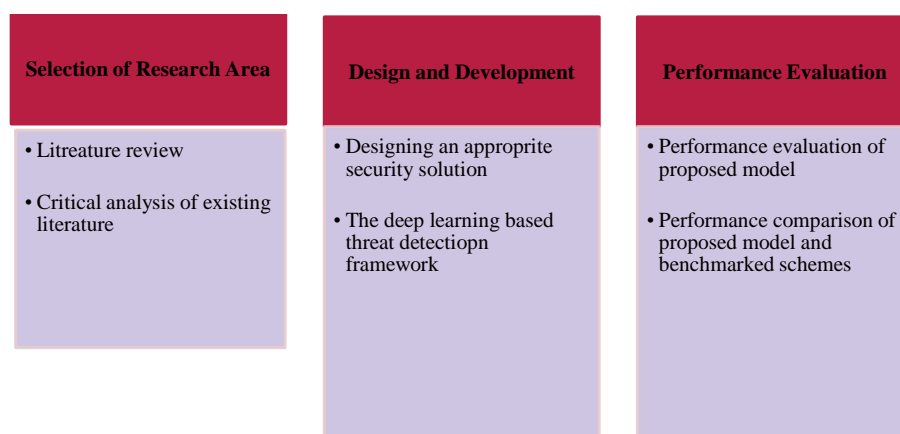 Selection of Research Area
• Litreature review
• Critical analysis of existing
literature
Design and Development
• Designing an approprite
security solution
• The deep learning based
threat detectiopn
framework
Performance Evaluation
• Performance evaluation of
proposed model
• Performance comparison of
proposed model and
benchmarked schemes